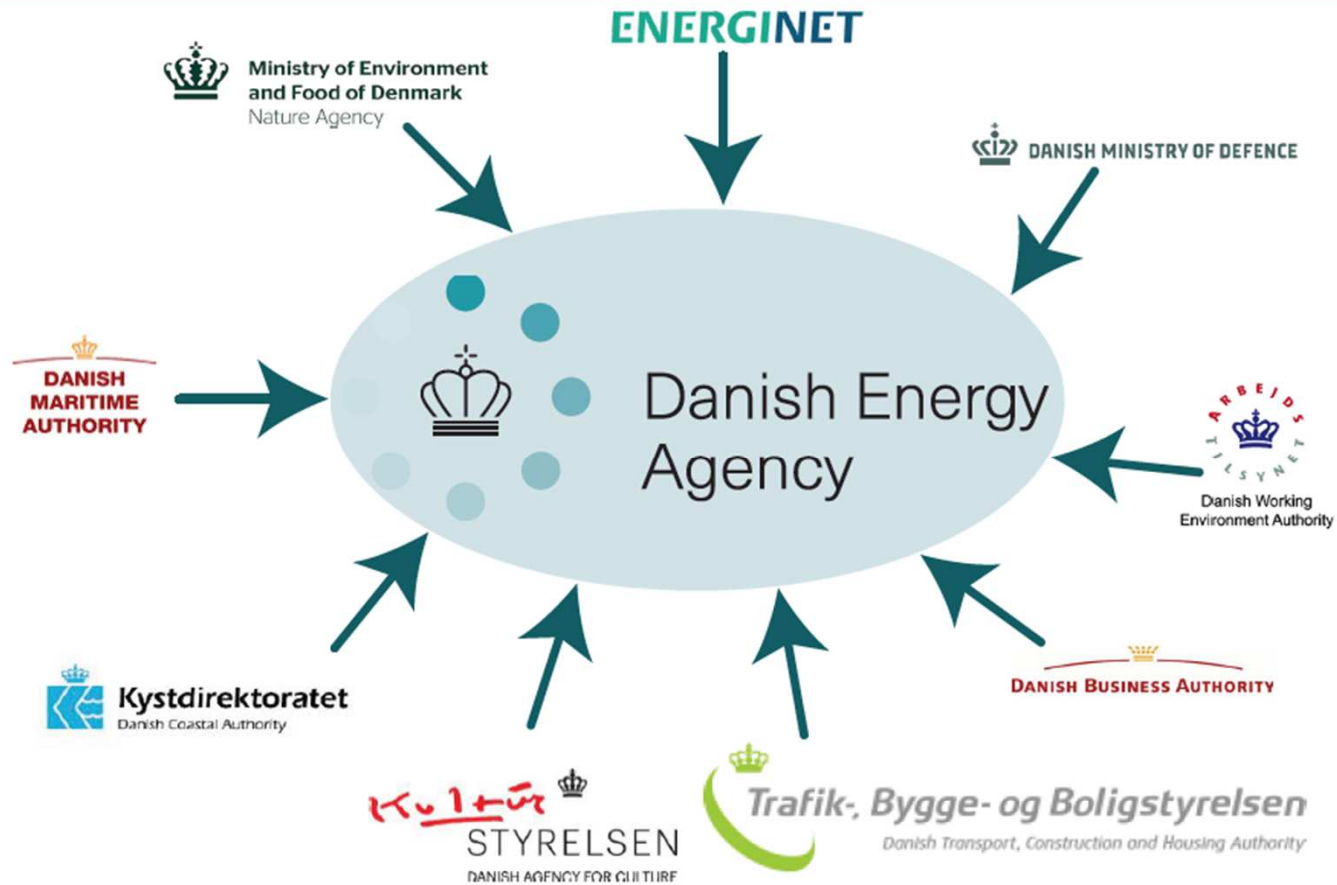 ENERGINET
Ministry of Environment
and Food of Denmark
Nature Agency
DANISH MINISTRY OF DEFENCE
DANISH
MARITIME
AUTHORITY
Danish Energy
Agency
ARBEJDS
TILSYNET
Danish Working
Environment Authority
Kystdirektoratet
Danish Coastal Authority
DANISH BUSINESS AUTHORITY
Kultur
STYRELSEN
DANISH AGENCY FOR CULTURE
Trafik-, Bygge- og Boligstyrelsen
Danish Transport, Construction and Housing Authority